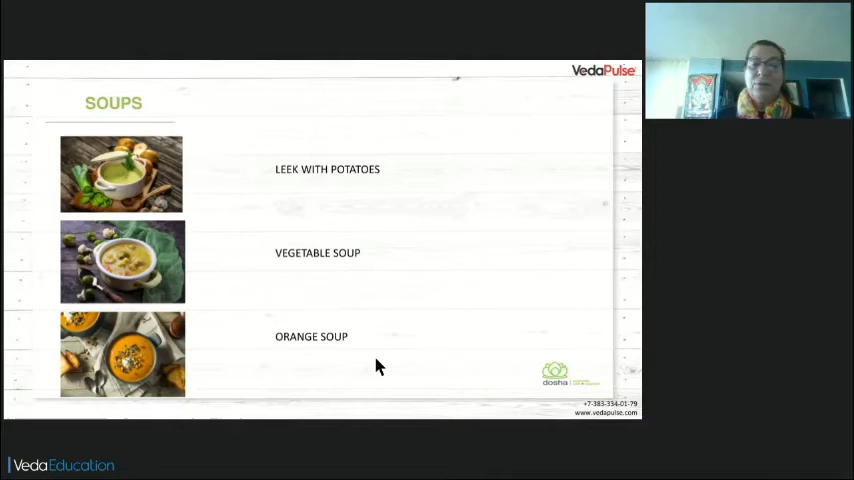 VedaPulse
SOUPS
LEEK WITH POTATOES
VEGETABLE SOUP
ORANGE SOUP
dosha
+7-383-334-01-79
www.vedapulse.com
VedaEducation